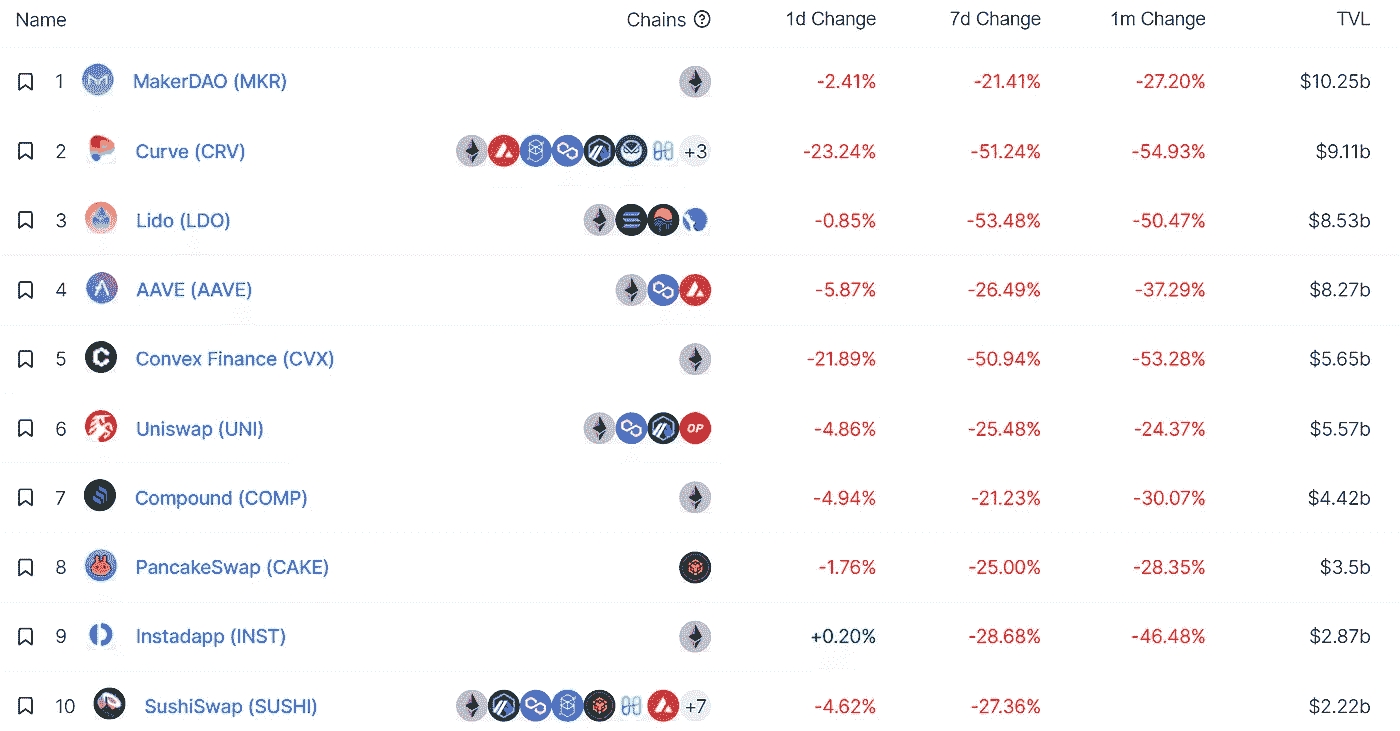 Name Chains ? 1d Change 7d Change 1m Change TVL
1 MakerDAO (MKR) -2.41% -21.41% -27.20% $10.25b
2 Curve (CRV) +3 -23.24% -51.24% -54.93% $9.11b
3 Lido (LDO) -0.85% -53.48% -50.47% $8.53b
4 AAVE (AAVE) -5.87% -26.49% -37.29% $8.27b
5 Convex Finance (CVX) -21.89% -50.94% -53.28% $5.65b
6 Uniswap (UNI) OP -4.86% -25.48% -24.37% $5.57b
7 Compound (COMP) -4.94% -21.23% -30.07% $4.42b
8 PancakeSwap (CAKE) -1.76% -25.00% -28.35% $3.5b
9 Instadapp (INST) +0.20% -28.68% -46.48% $2.87b
10 SushiSwap (SUSHI) +7 -4.62% -27.36% $2.22b